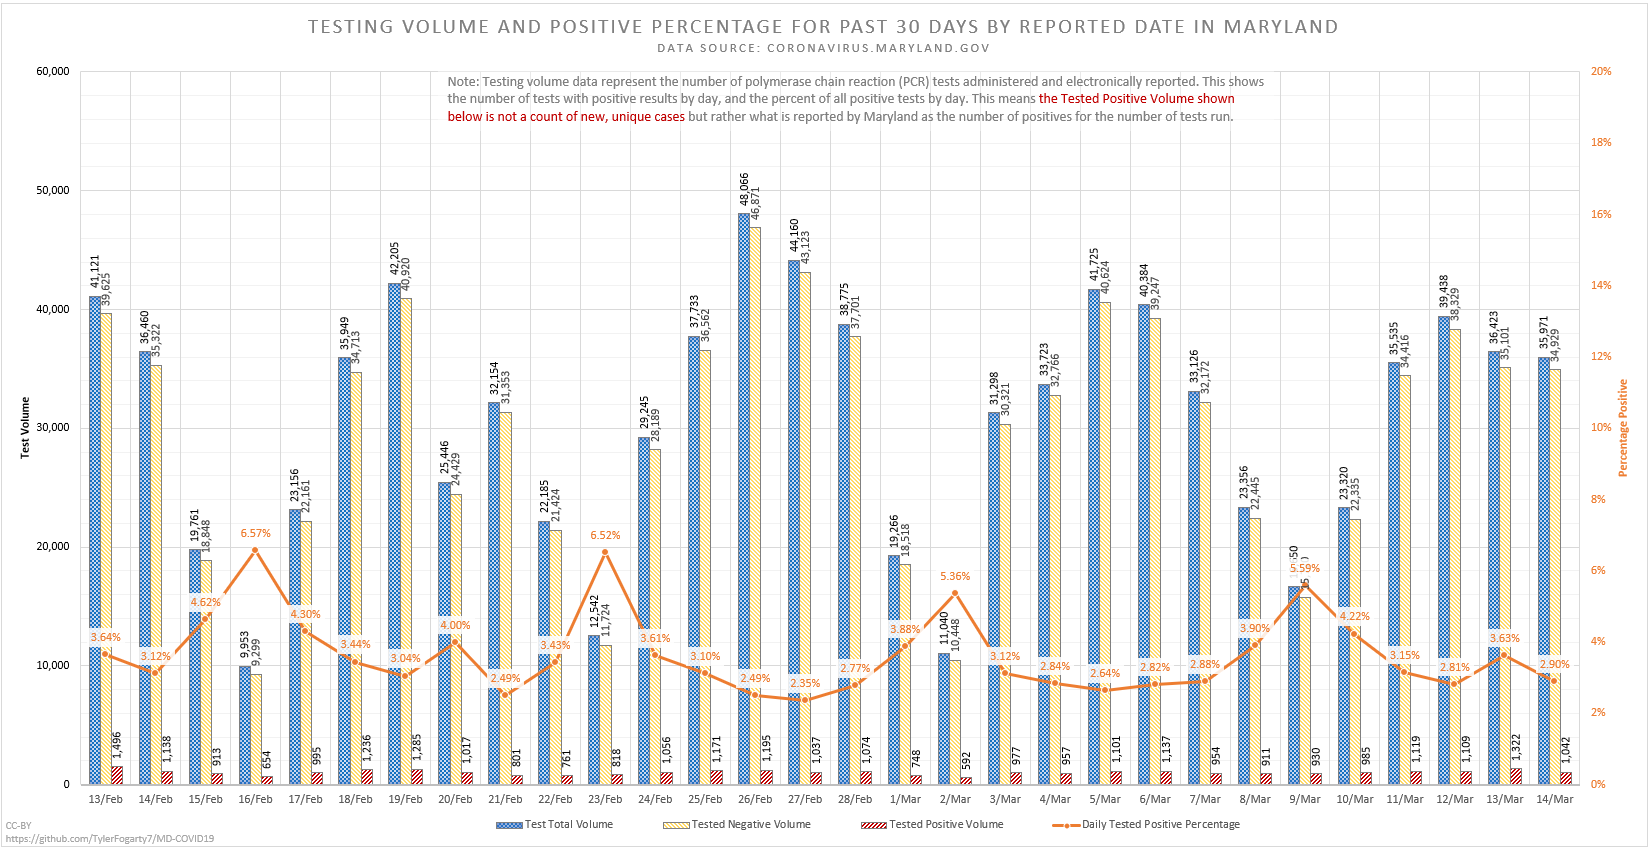 TESTING VOLUME AND POSITIVE PERCENTAGE FOR PAST 30 DAYS BY REPORTED DATE IN MARYLAND
DATA SOURCE: CORONAVIRUS.MARYLAND.GOV
Note: Testing volume data represent the number of polymerase chain reaction (PCR) tests administered and electronically reported. This shows
the number of tests with positive results by day, and the percent of all positive tests by day. This means the Tested Positive Volume shown
below is not a count of new, unique cases but rather what is reported by Maryland as the number of positives for the number of tests run.
Test Volume
60,000
50,000
40,000
30,000
20,000
10,000
0
Percentage Positive
20%
18%
16%
14%
12%
10%
8%
6%
4%
2%
0%
41,121 39,625 3.64% 1,496
36,460 35,322 3.12% 1,138
19,761 18,848 4.62% 913
9,953 9,299 6.57% 654
23,156 22,161 4.30% 995
35,949 34,713 3.44% 1,236
42,205 40,920 3.04% 1,285
25,446 24,429 4.00% 1,017
32,154 31,353 2.49% 801
22,185 21,424 3.43% 761
12,542 11,724 6.52% 818
29,245 28,189 3.61% 1,056
37,733 36,562 3.10% 1,171
48,066 46,871 2.49% 1,195
44,160 43,123 2.35% 1,037
38,775 37,701 2.77% 1,074
19,266 18,518 3.88% 748
11,040 10,448 5.36% 592
31,298 30,321 3.12% 977
33,723 32,766 2.84% 957
41,725 40,624 2.64% 1,101
40,384 39,247 2.82% 1,137
33,126 32,172 2.88% 954
23,356 22,445 3.90% 911
5.59% 930
23,320 22,335 4.22% 985
35,535 34,416 3.15% 1,119
39,438 38,329 2.81% 1,109
36,423 35,101 3.63% 1,322
35,971 34,929 2.90% 1,042
13/Feb 14/Feb 15/Feb 16/Feb 17/Feb 18/Feb 19/Feb 20/Feb 21/Feb 22/Feb 23/Feb 24/Feb 25/Feb 26/Feb 27/Feb 28/Feb 1/Mar 2/Mar 3/Mar 4/Mar 5/Mar 6/Mar 7/Mar 8/Mar 9/Mar 10/Mar 11/Mar 12/Mar 13/Mar 14/Mar
Test Total Volume Tested Negative Volume Tested Positive Volume Daily Tested Positive Percentage
CC-BY
https://github.com/TylerFogarty7/MD-COVID19